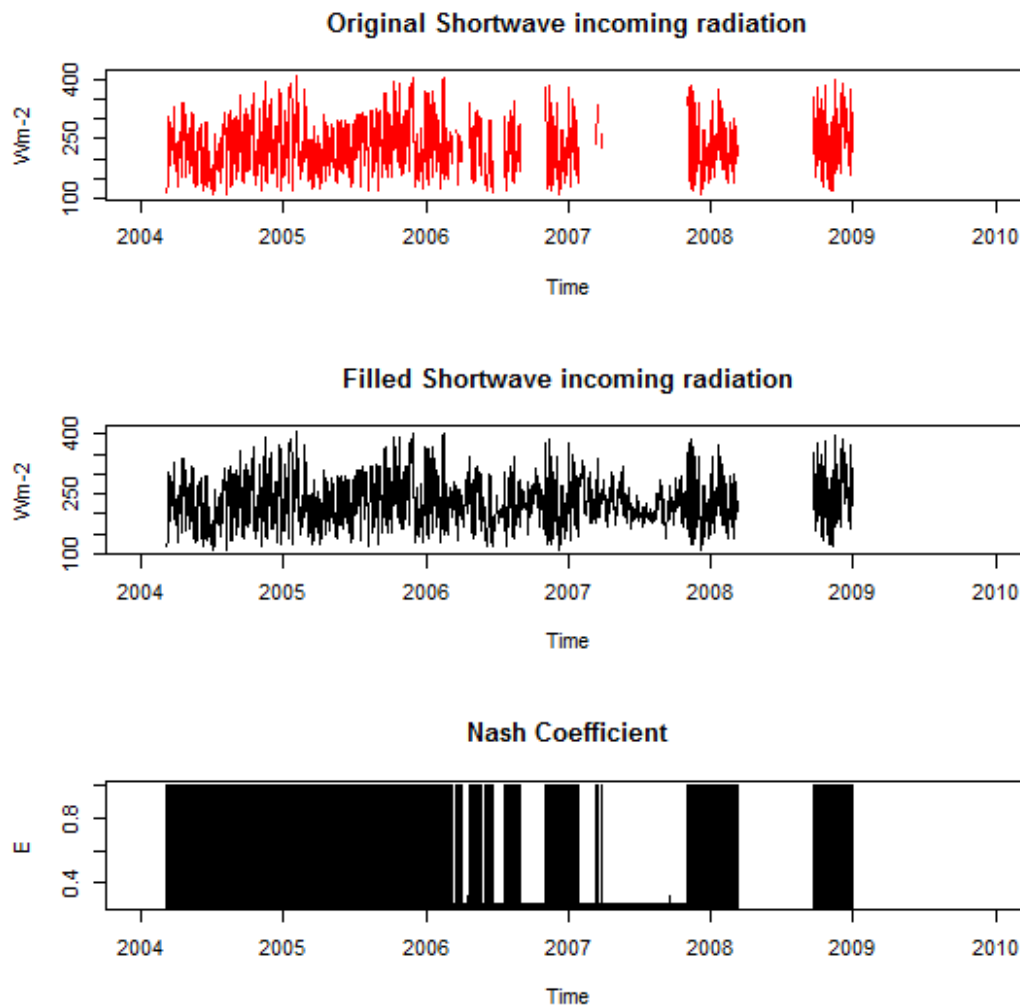 Original Shortwave incoming radiation
Wm-2
400
250
100
2004 2005 2006 2007 2008 2009 2010
Time
Filled Shortwave incoming radiation
Wm-2
400
250
100
2004 2005 2006 2007 2008 2009 2010
Time
Nash Coefficient
E
0.8
0.4
2004 2005 2006 2007 2008 2009 2010
Time